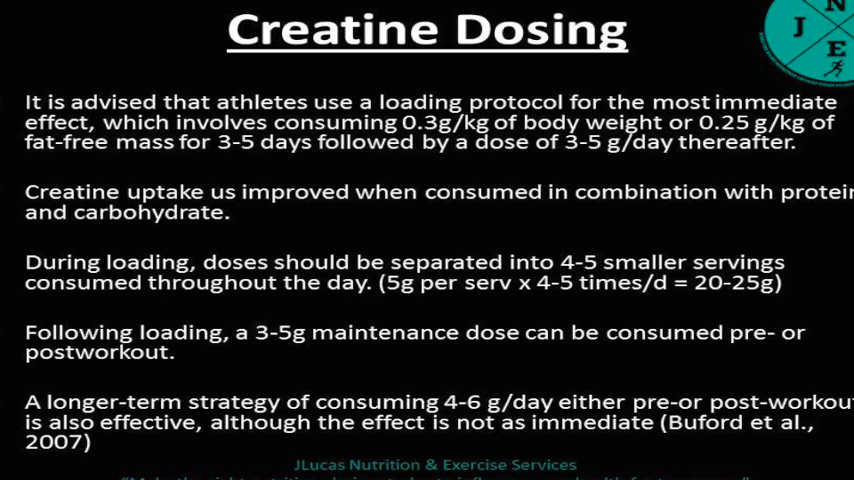 Creatine Dosing
N
J
E
It is advised that athletes use a loading protocol for the most immediate
effect, which involves consuming 0.3g/kg of body weight or 0.25 g/kg of
fat-free mass for 3-5 days followed by a dose of 3-5 g/day thereafter.
Creatine uptake us improved when consumed in combination with protein
and carbohydrate.
During loading, doses should be separated into 4-5 smaller servings
consumed throughout the day. (5g per serv x 4-5 times/d = 20-25g)
Following loading, a 3-5g maintenance dose can be consumed pre- or
postworkout.
A longer-term strategy of consuming 4-6 g/day either pre-or post-workout
is also effective, although the effect is not as immediate (Buford et al.,
2007)
JLucas Nutrition & Exercise Services